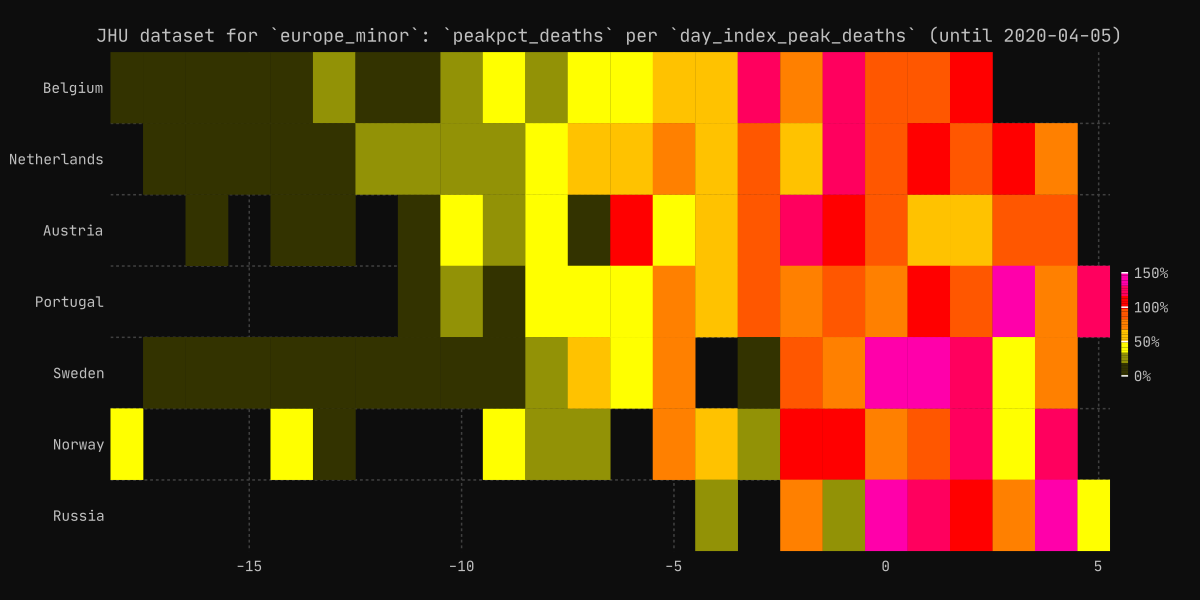 JHU dataset for `europe_minor`: `peakpct_deaths` per `day_index_peak_deaths` (until 2020-04-05)
Belgium
Netherlands
Austria
Portugal
Sweden
Norway
Russia
150%
100%
50%
0%
-15
-10
-5
0
5